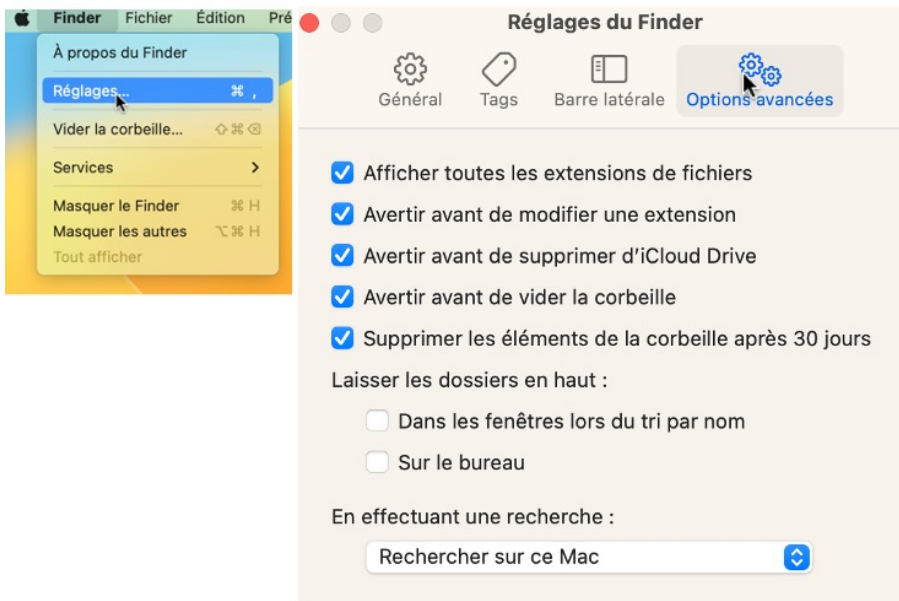 Finder Fichier Édition Pré
À propos du Finder
Réglages... ⌘ ,
Vider la corbeille... ⇧⌘⌫
Services
Masquer le Finder ⌘ H
Masquer les autres ⌥⌘ H
Tout afficher
Réglages du Finder
Général Tags Barre latérale Options avancées
Afficher toutes les extensions de fichiers
Avertir avant de modifier une extension
Avertir avant de supprimer d’iCloud Drive
Avertir avant de vider la corbeille
Supprimer les éléments de la corbeille après 30 jours
Laisser les dossiers en haut :
Dans les fenêtres lors du tri par nom
Sur le bureau
En effectuant une recherche :
Rechercher sur ce Mac